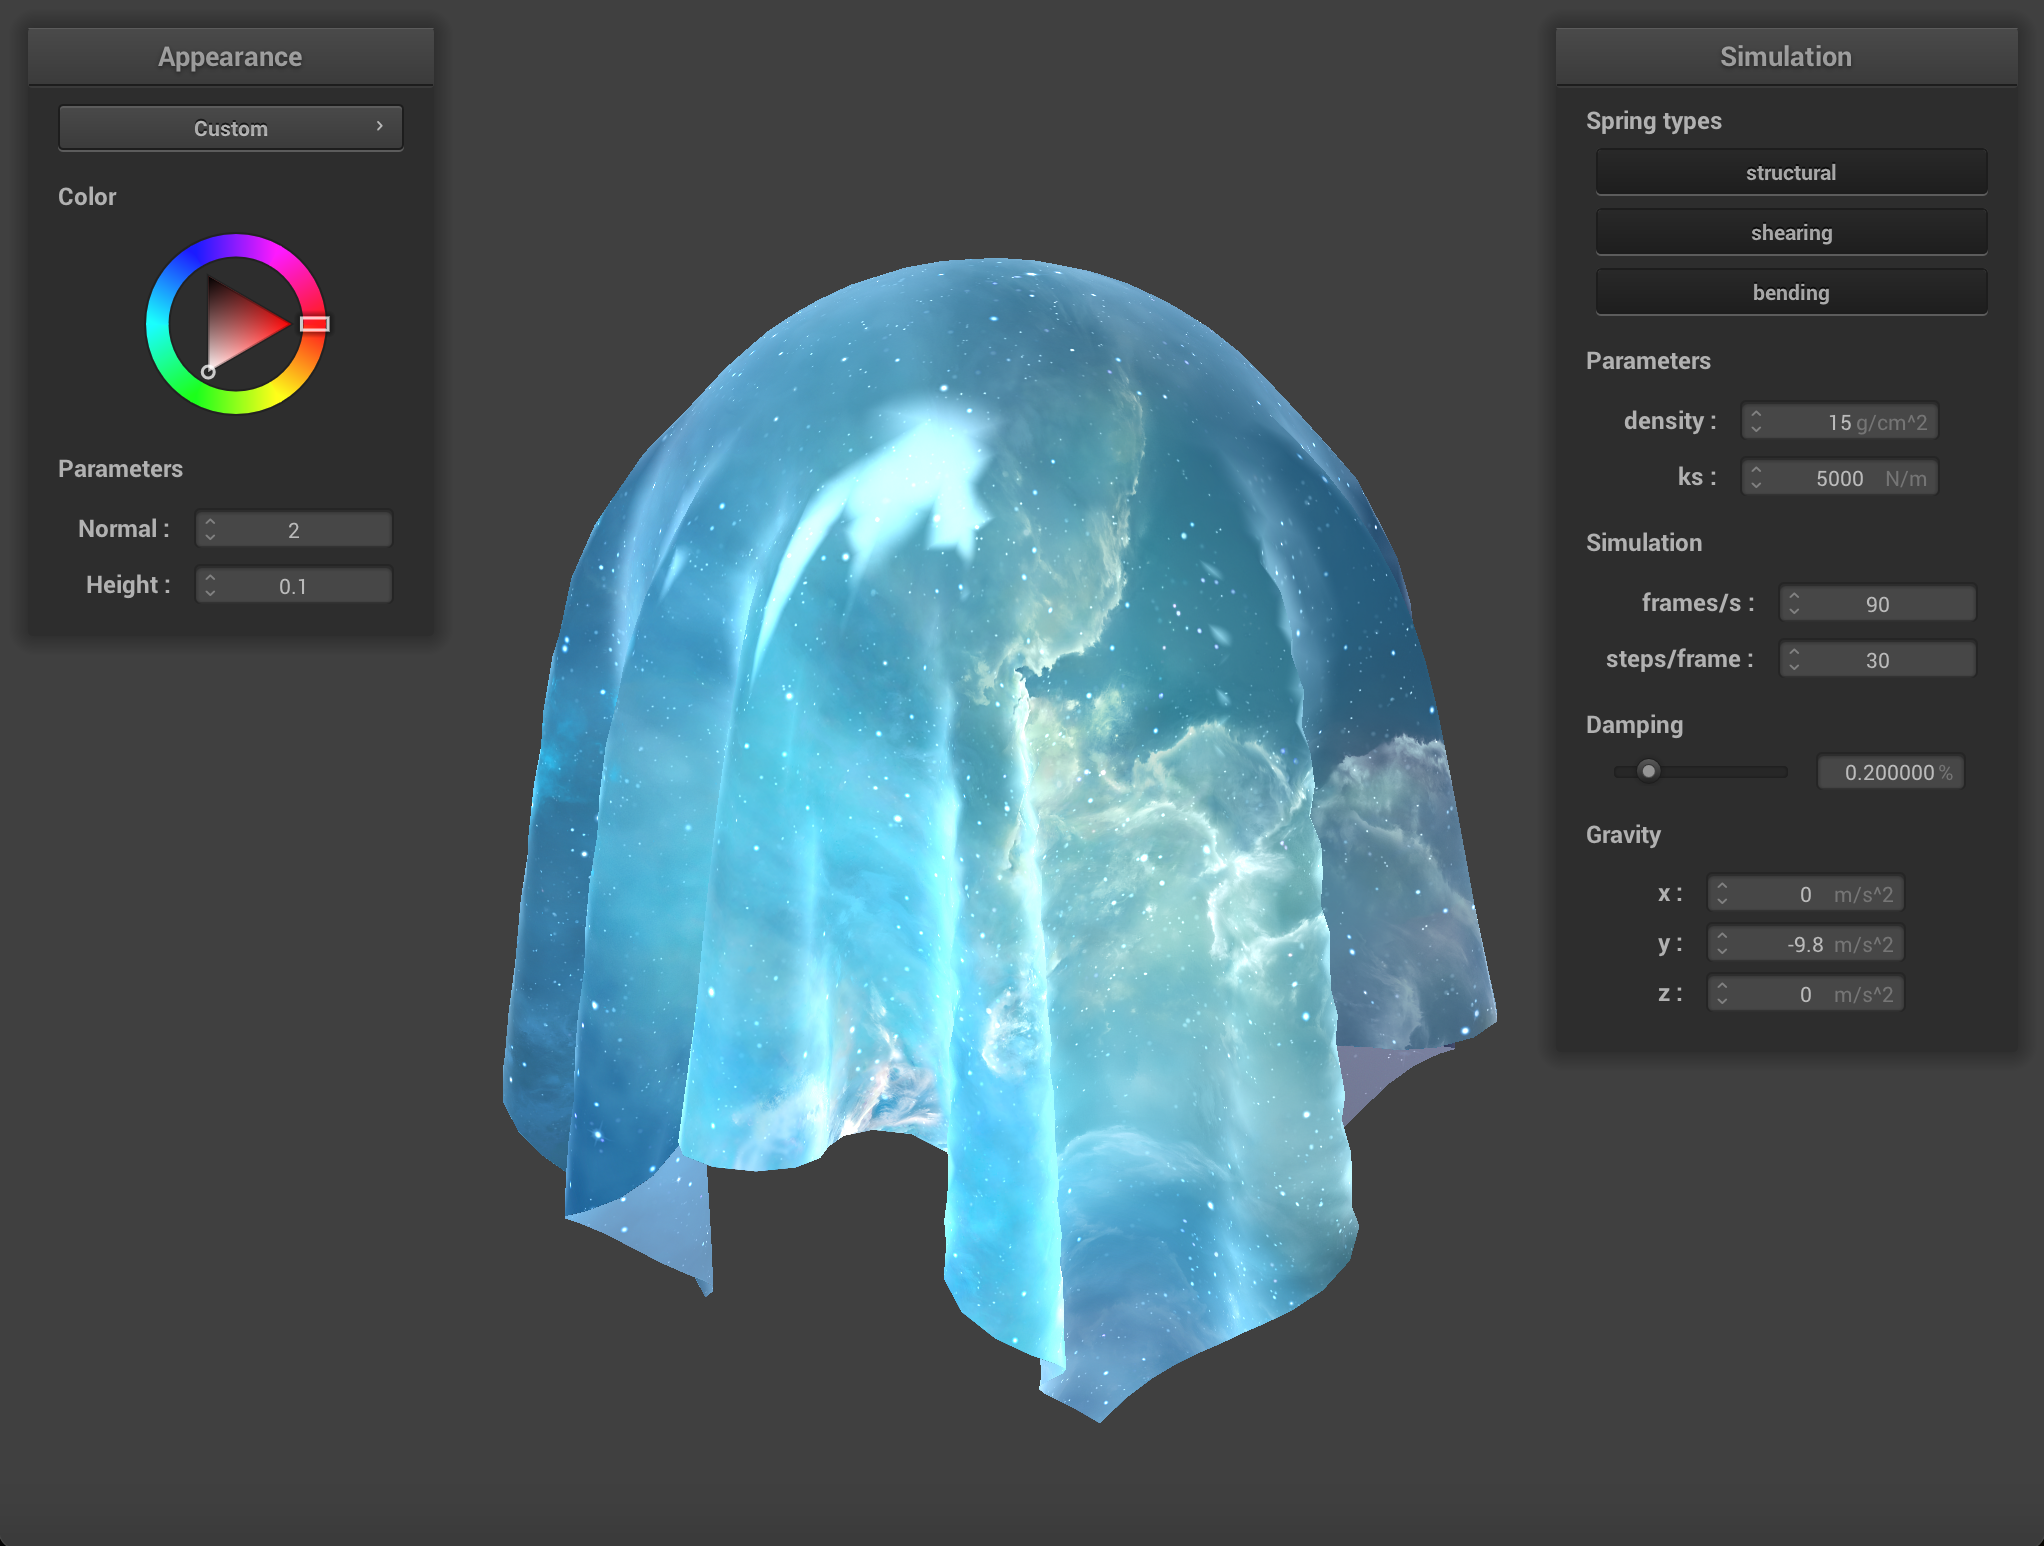 Appearance
Custom
Color
Parameters
Normal : 2
Height : 0.1
Simulation
Spring types
structural
shearing
bending
Parameters
density : 15 g/cm^2
ks : 5000 N/m
Simulation
frames/s : 90
steps/frame : 30
Damping
0.200000 %
Gravity
x : 0 m/s^2
y : -9.8 m/s^2
z : 0 m/s^2